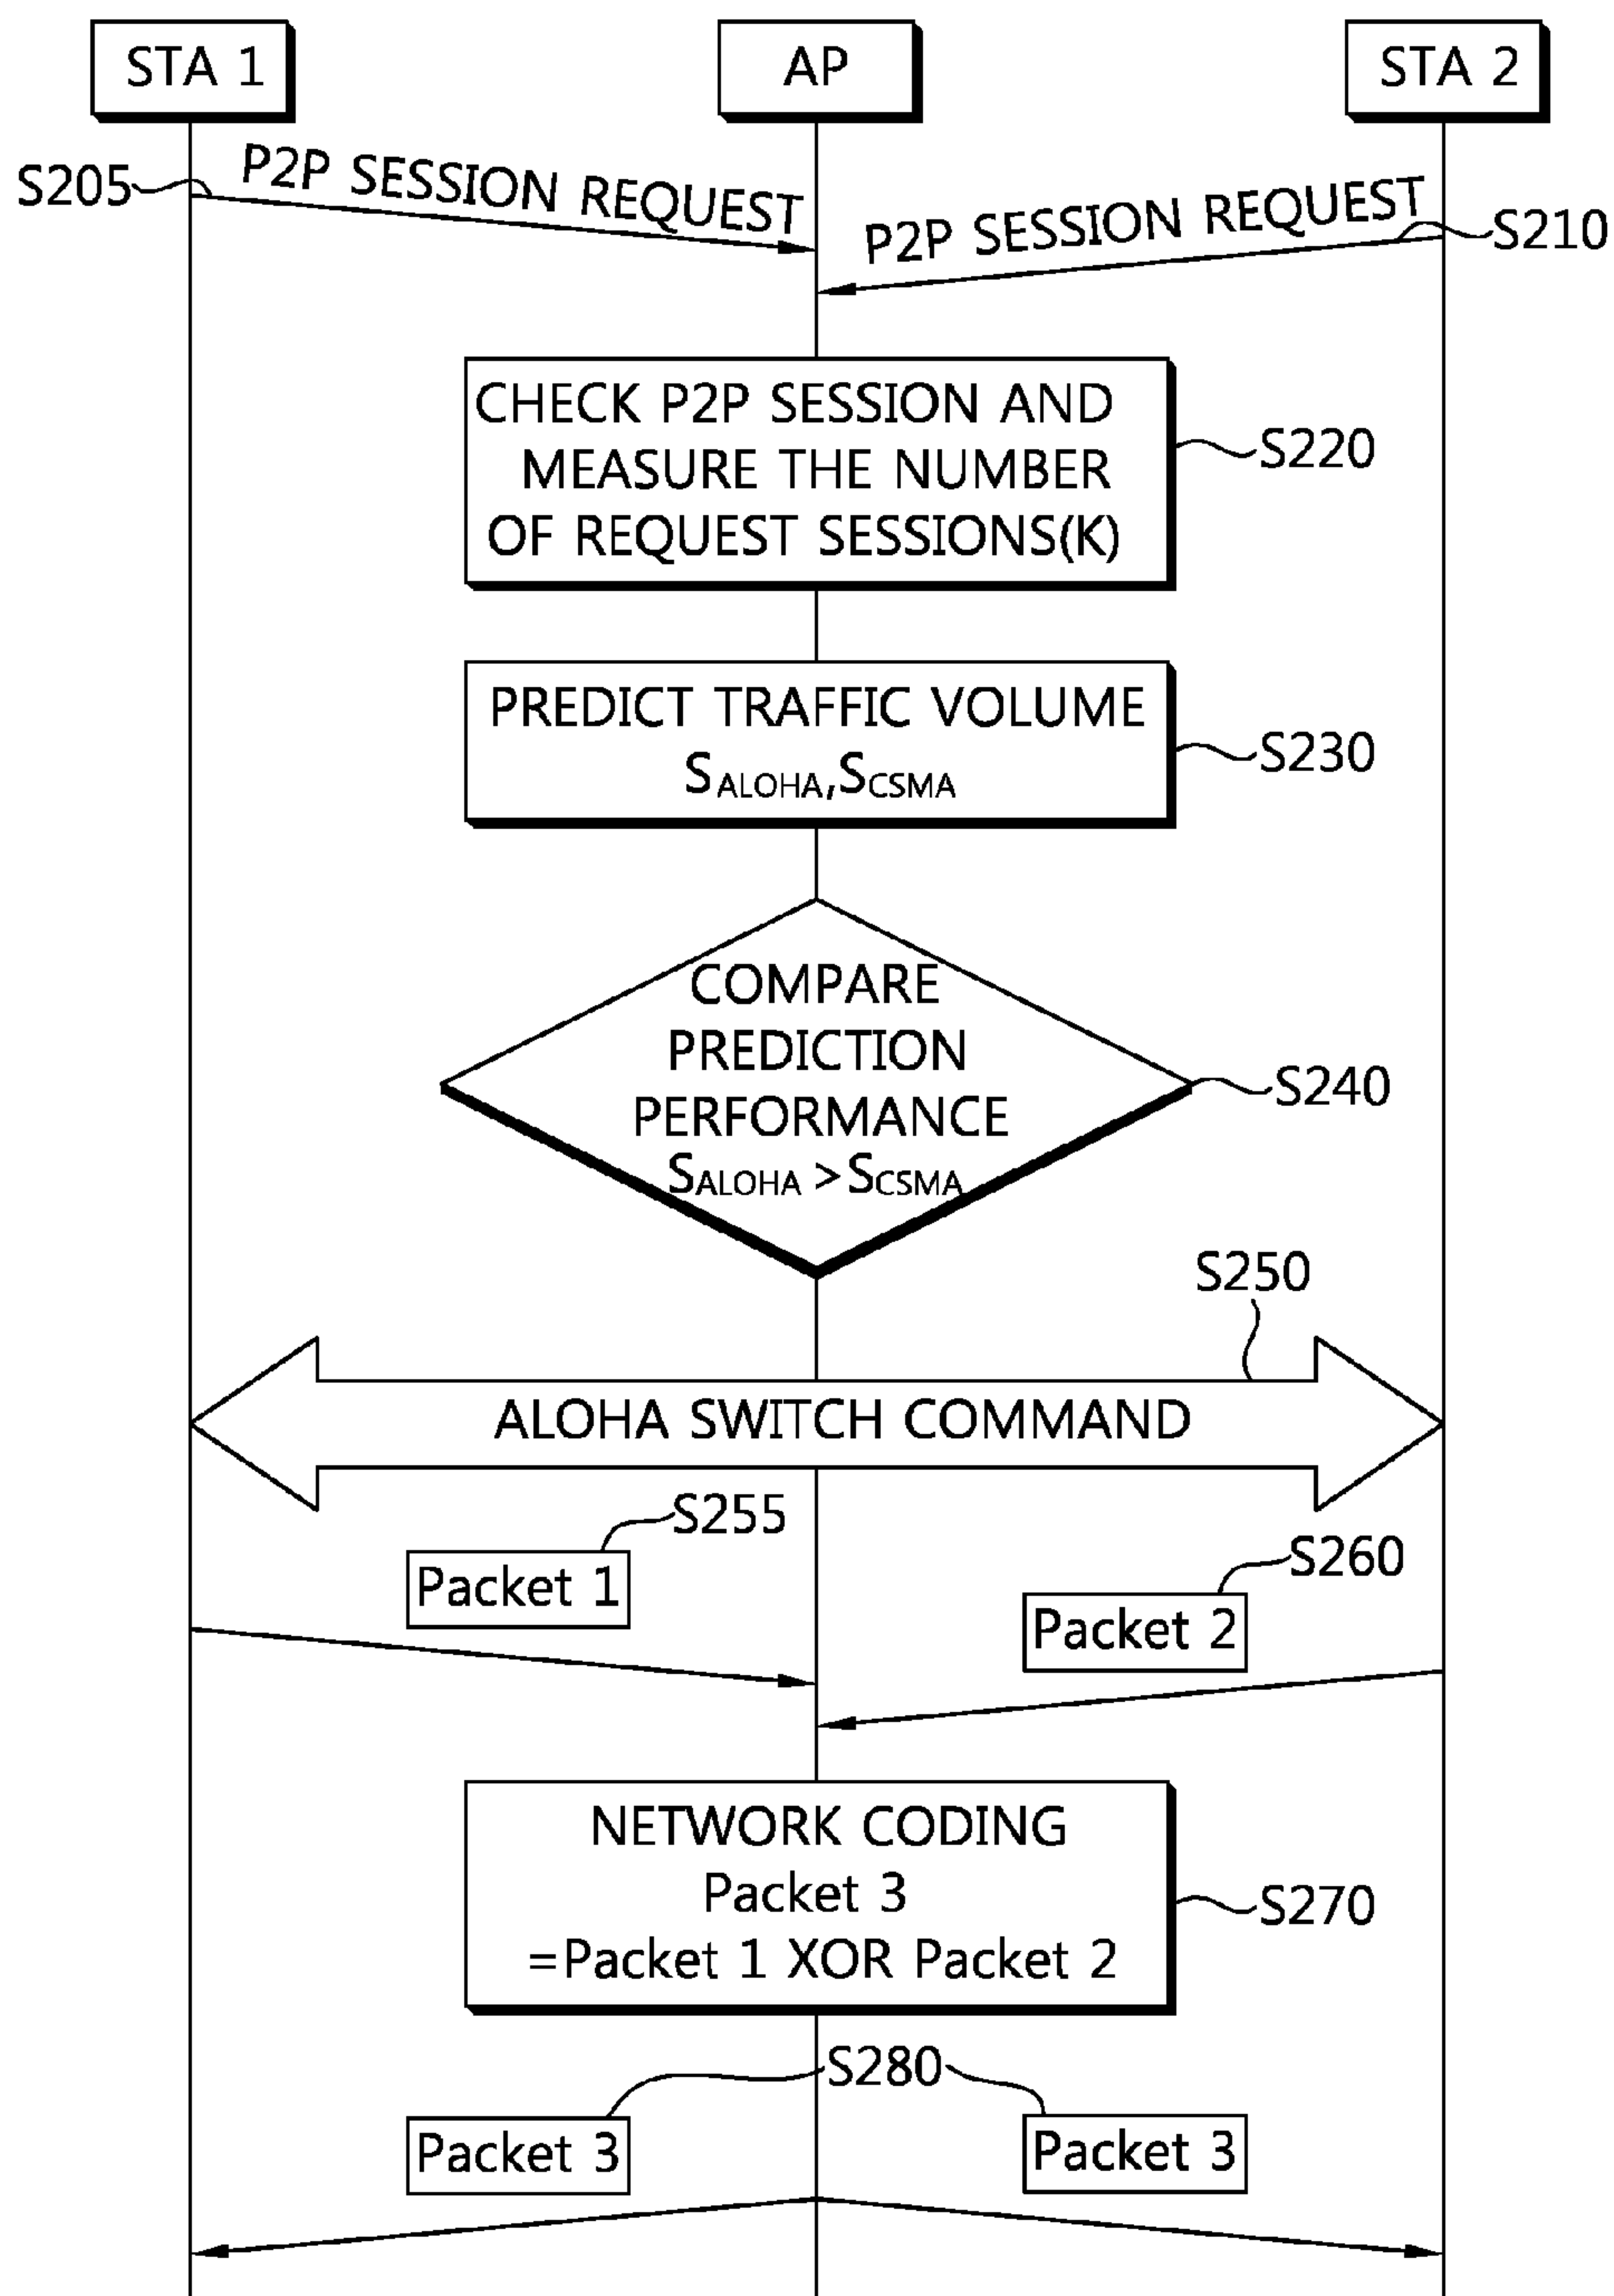 STA 1
AP
STA 2
S205
P2P SESSION REQUEST
P2P SESSION REQUEST
S210
CHECK P2P SESSION AND
MEASURE THE NUMBER
OF REQUEST SESSIONS(K)
S220
PREDICT TRAFFIC VOLUME
SALOHA,SCSMA
S230
COMPARE
PREDICTION
PERFORMANCE
SALOHA >SCSMA
S240
S250
ALOHA SWITCH COMMAND
S255
Packet 1
S260
Packet 2
NETWORK CODING
Packet 3
=Packet 1 XOR Packet 2
S270
S280
Packet 3
Packet 3